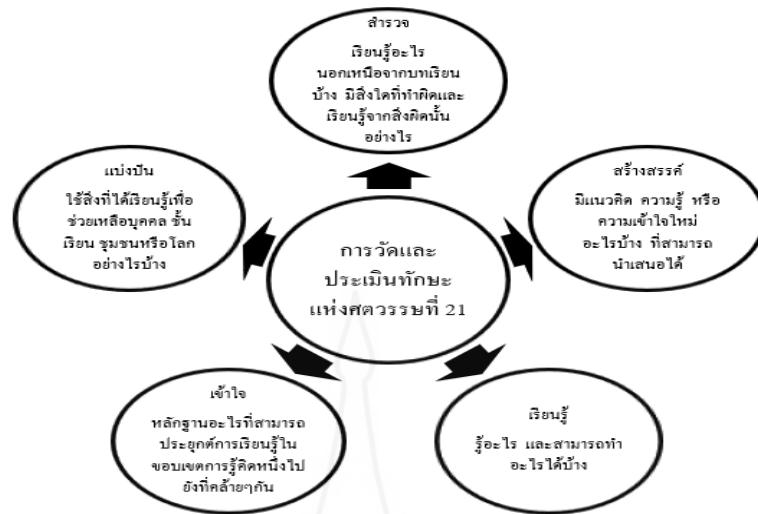 สำรวจ
เรียนรู้อะไร
นอกเหนือจากบทเรียน
บ้าง มีสิ่งใดที่ทำผิดและ
เรียนรู้จากสิ่งผิดนั้น
อย่างไร
แบ่งปัน
ใช้สิ่งที่ได้เรียนรู้เพื่อ
ช่วยเหลือบุคคล ชั้น
เรียน ชุมชนหรือโลก
อย่างไรบ้าง
สร้างสรรค์
มีแนวคิด ความรู้ หรือ
ความเข้าใจใหม่
อะไรบ้าง ที่สามารถ
นำเสนอได้
การวัดและ
ประเมินทักษะ
แห่งศตวรรษที่ 21
เข้าใจ
หลักฐานอะไรที่สามารถ
ประยุกต์การเรียนรู้ใน
ขอบเขตการรู้คิดหนึ่งไป
ยังที่คล้ายๆกัน
เรียนรู้
รู้อะไร และสามารถทำ
อะไรได้บ้าง